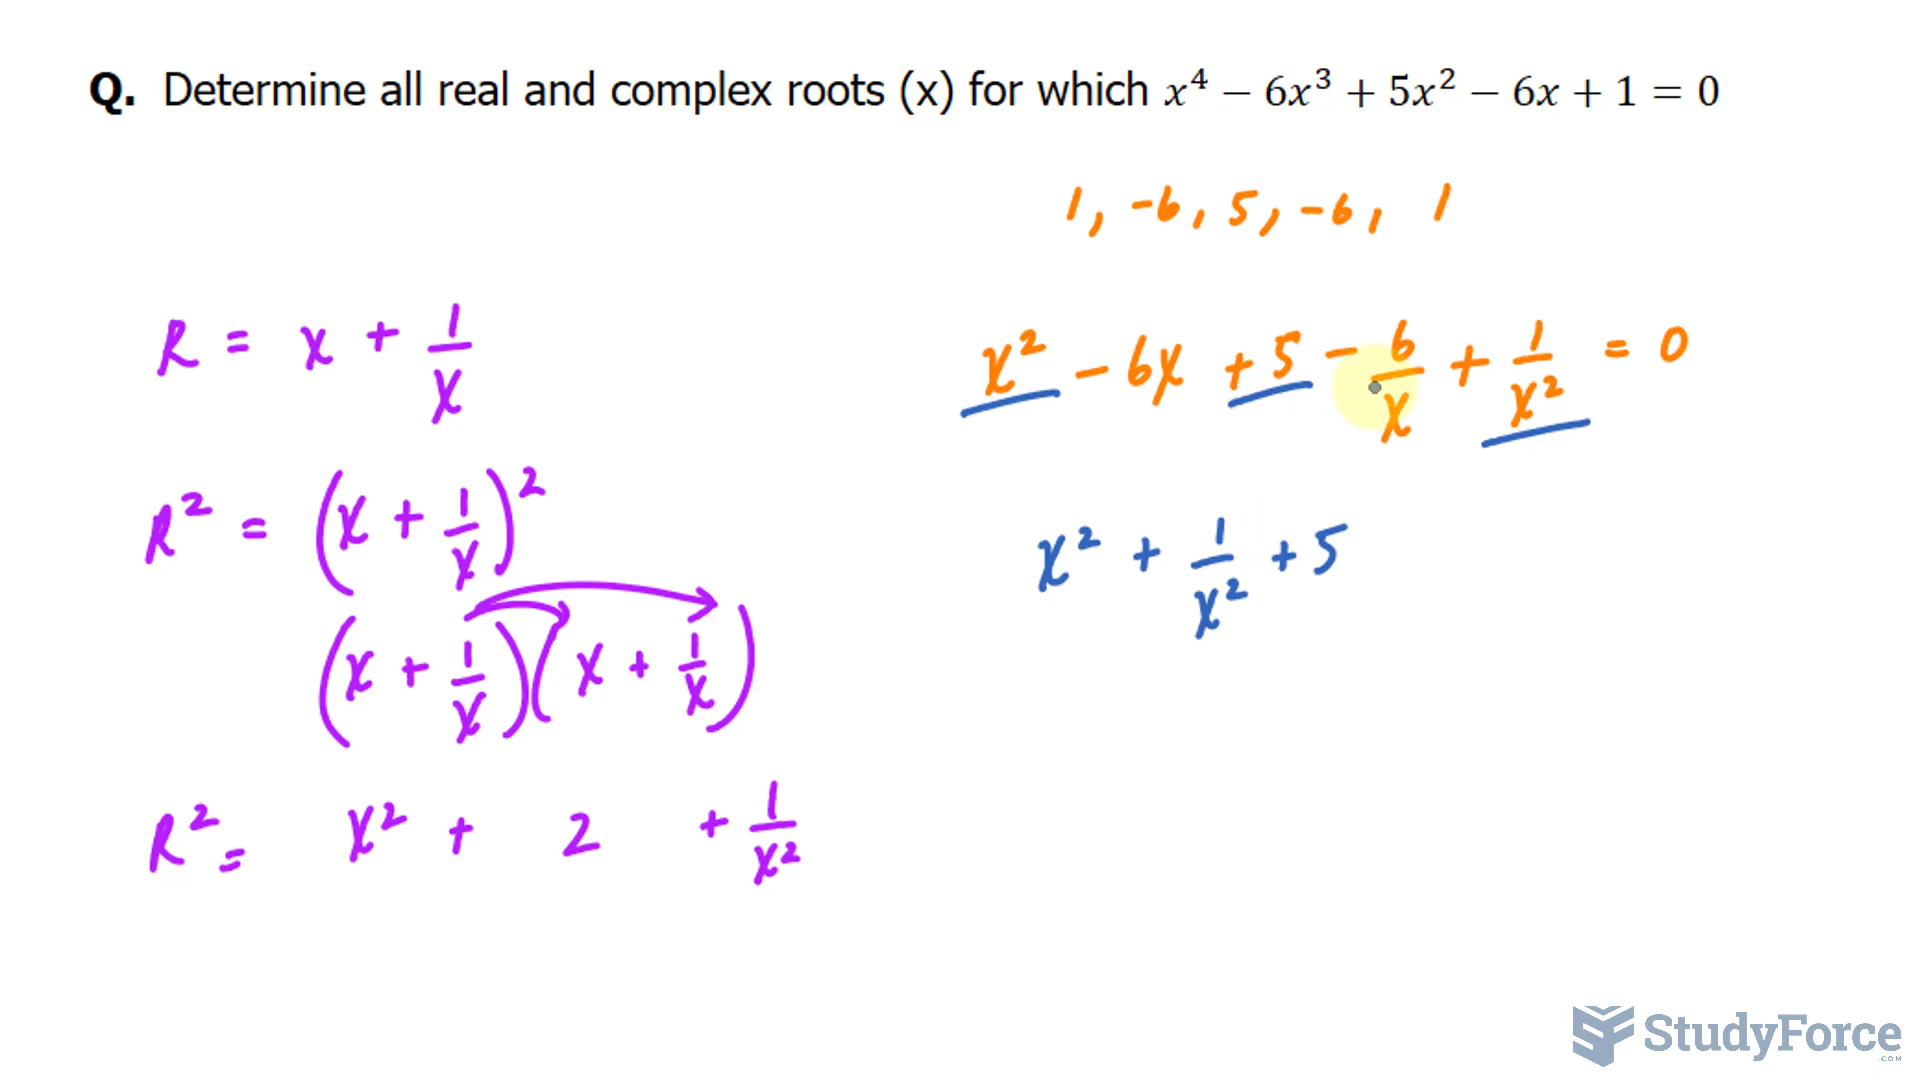 Q. Determine all real and complex roots (x) for which x⁴ − 6x³ + 5x² − 6x + 1 = 0
1, -6, 5, -6, 1
R = x + 1/x
x² - 6x + 5 - 6/x + 1/x² = 0
R² = (x + 1/x)²
x² + 1/x² + 5
(x + 1/x)(x + 1/x)
R² = x² + 2 + 1/x²
StudyForce
.COM